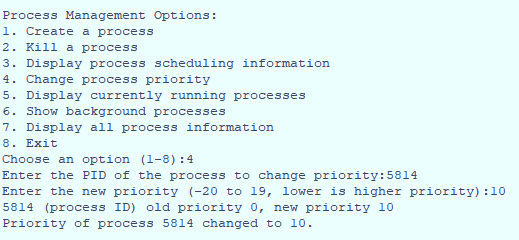 Process Management Options:
1. Create a process
2. Kill a process
3. Display process scheduling information
4. Change process priority
5. Display currently running processes
6. Show background processes
7. Display all process information
8. Exit
Choose an option (1-8):4
Enter the PID of the process to change priority:5814
Enter the new priority (-20 to 19, lower is higher priority):10
5814 (process ID) old priority 0, new priority 10
Priority of process 5814 changed to 10.